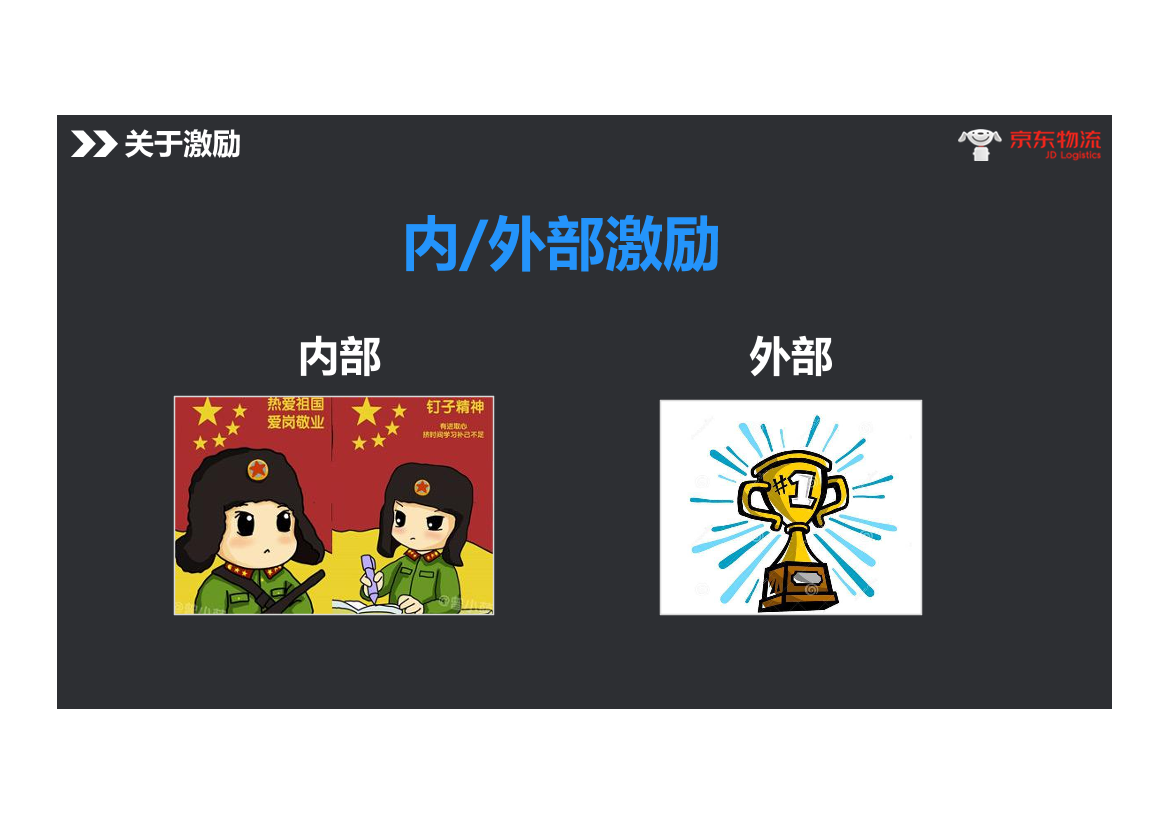 关于激励
京东物流
JD Logistics
内/外部激励
内部
外部
热爱祖国
爱岗敬业
钉子精神
有进取心
挤时间学习补己不足
#1